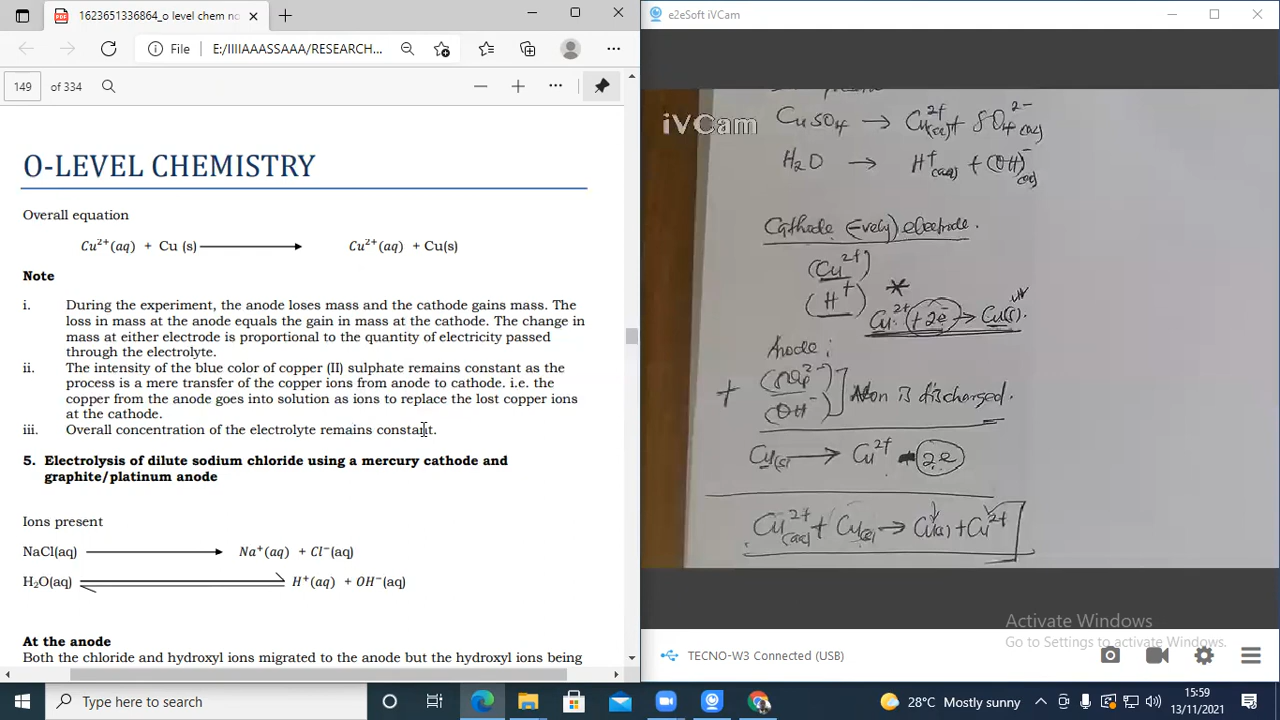 1623651336864_o level chem no
File
E:/IIIIAAASSAAA/RESEARCH...
149 of 334
O-LEVEL CHEMISTRY
Overall equation
Cu²⁺(aq) + Cu (s) ⟶ Cu²⁺(aq) + Cu(s)
Note
i. During the experiment, the anode loses mass and the cathode gains mass. The
loss in mass at the anode equals the gain in mass at the cathode. The change in
mass at either electrode is proportional to the quantity of electricity passed
through the electrolyte.
ii. The intensity of the blue color of copper (II) sulphate remains constant as the
process is a mere transfer of the copper ions from anode to cathode. i.e. the
copper from the anode goes into solution as ions to replace the lost copper ions
at the cathode.
iii. Overall concentration of the electrolyte remains constant.
5. Electrolysis of dilute sodium chloride using a mercury cathode and
graphite/platinum anode
Ions present
NaCl(aq) ⟶ Na⁺(aq) + Cl⁻(aq)
H₂O(aq) ⇌ H⁺(aq) + OH⁻(aq)
At the anode
Both the chloride and hydroxyl ions migrated to the anode but the hydroxyl ions being
e2eSoft iVCam
iVCam
CuSO4 → Cu²⁺(aq) + SO4²⁻(aq)
H₂O → H⁺(aq) + (OH)⁻(aq)
Cathode (-vely) electrode.
(Cu²⁺)
(H⁺)
Cu²⁺ + 2e → Cu(s).
Anode;
+ (SO4²⁻)
(OH⁻)
is discharged.
Cu(s) → Cu²⁺ + 2e
Cu²⁺(aq) + Cu(s) → Cu(s) + Cu²⁺
Activate Windows
Go to Settings to activate Windows.
TECNO-W3 Connected (USB)
Type here to search
28°C Mostly sunny
15:59
13/11/2021